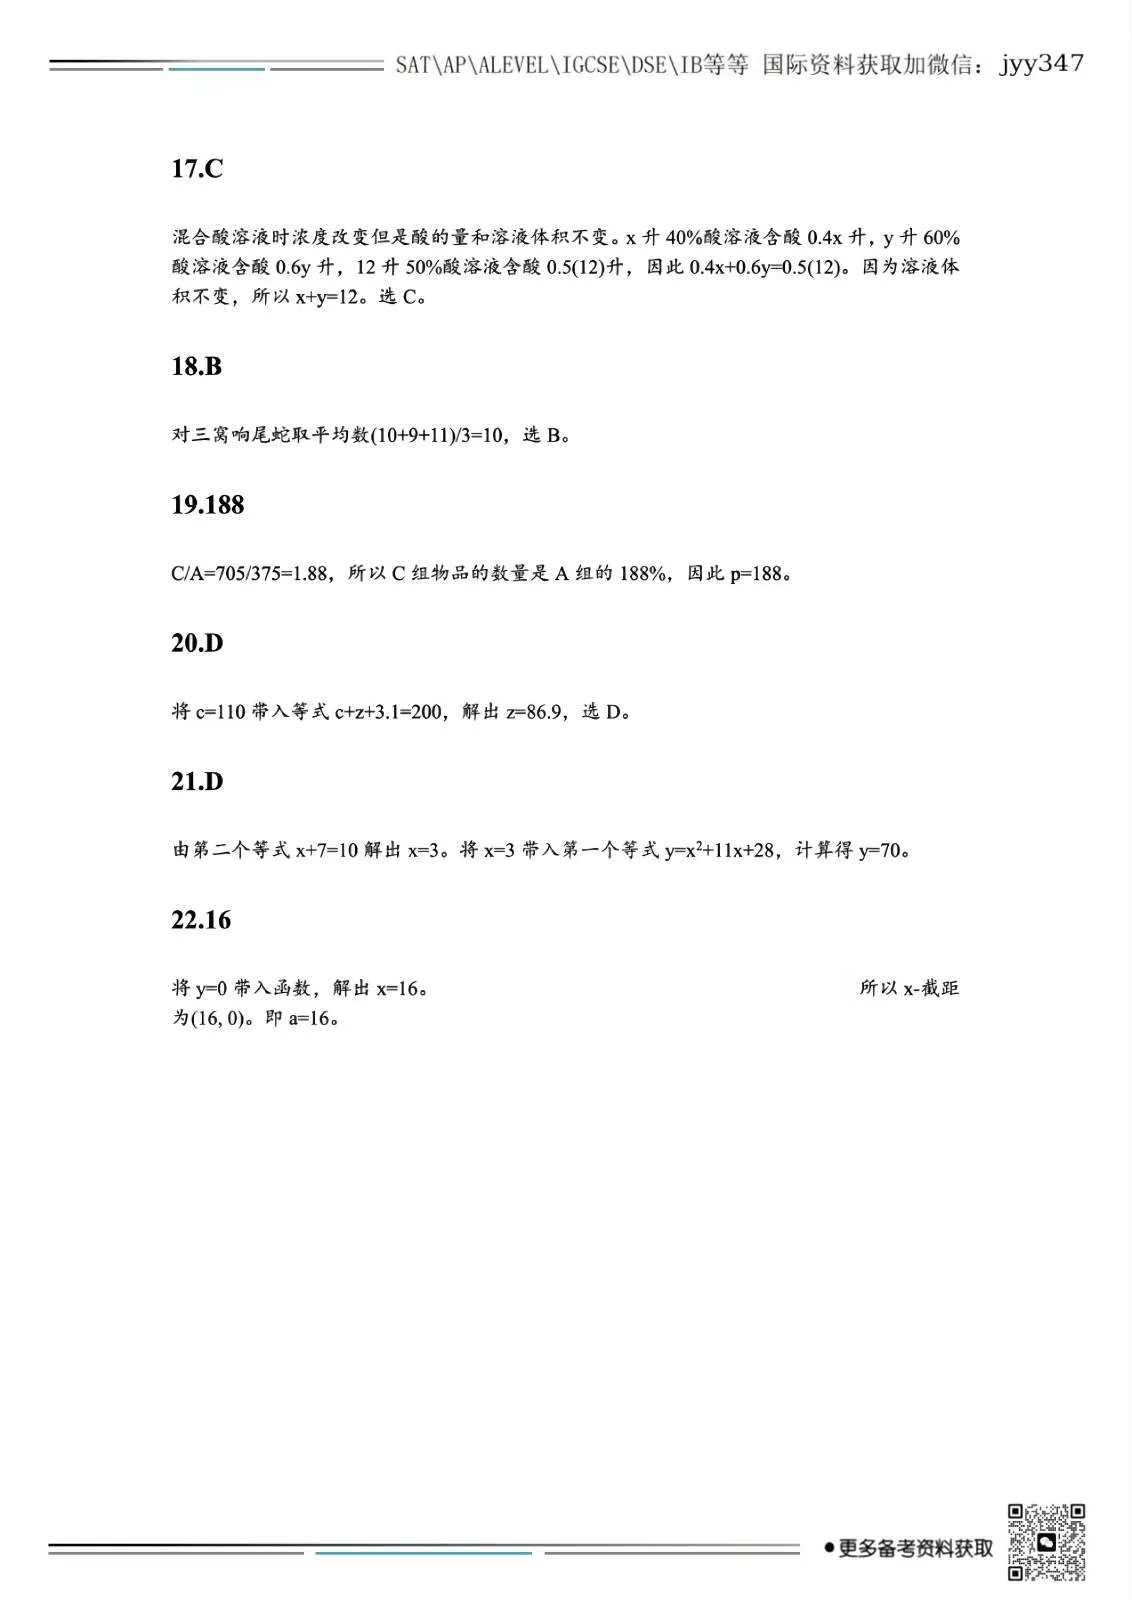 SAT\AP\ALEVEL\IGCSE\DSE\IB等等 国际资料获取加微信：jyy347
17.C
混合酸溶液时浓度改变但是酸的量和溶液体积不变。x 升 40%酸溶液含酸 0.4x 升，y 升 60%
酸溶液含酸 0.6y 升，12 升 50%酸溶液含酸 0.5(12)升，因此 0.4x+0.6y=0.5(12)。因为溶液体
积不变，所以 x+y=12。选 C。
18.B
对三窝响尾蛇取平均数(10+9+11)/3=10，选 B。
19.188
C/A=705/375=1.88，所以 C 组物品的数量是 A 组的 188%，因此 p=188。
20.D
将 c=110 带入等式 c+z+3.1=200，解出 z=86.9，选 D。
21.D
由第二个等式 x+7=10 解出 x=3。将 x=3 带入第一个等式 y=x²+11x+28，计算得 y=70。
22.16
将 y=0 带入函数，解出 x=16。 所以 x-截距
为(16, 0)。即 a=16。
●更多备考资料获取